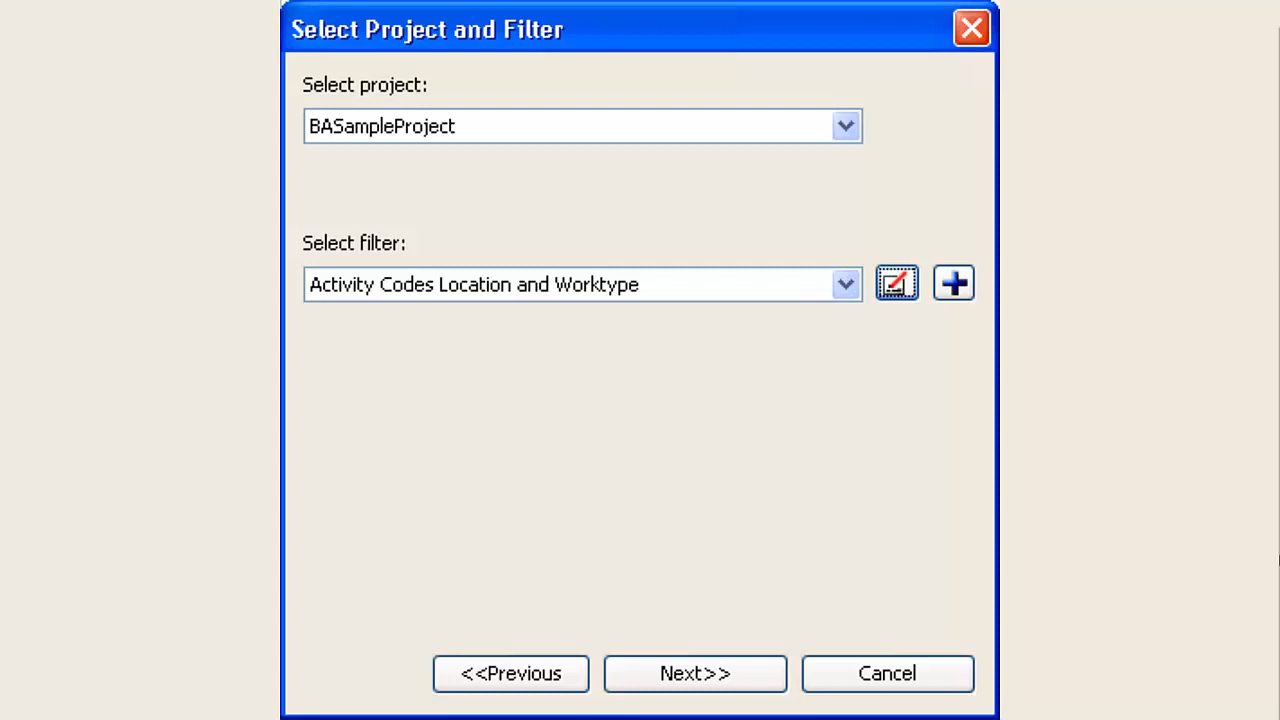 Select Project and Filter
Select project:
BASampleProject
Select filter:
Activity Codes Location and Worktype
<<Previous
Next>>
Cancel